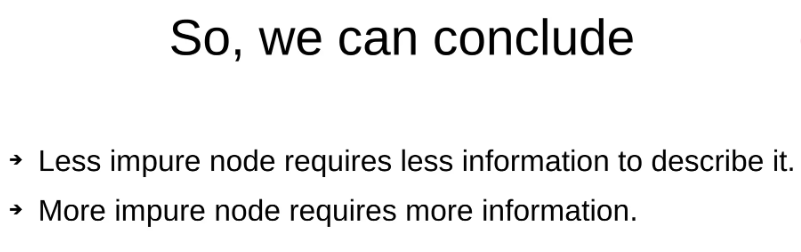 So, we can conclude
➔ Less impure node requires less information to describe it.
➔ More impure node requires more information.